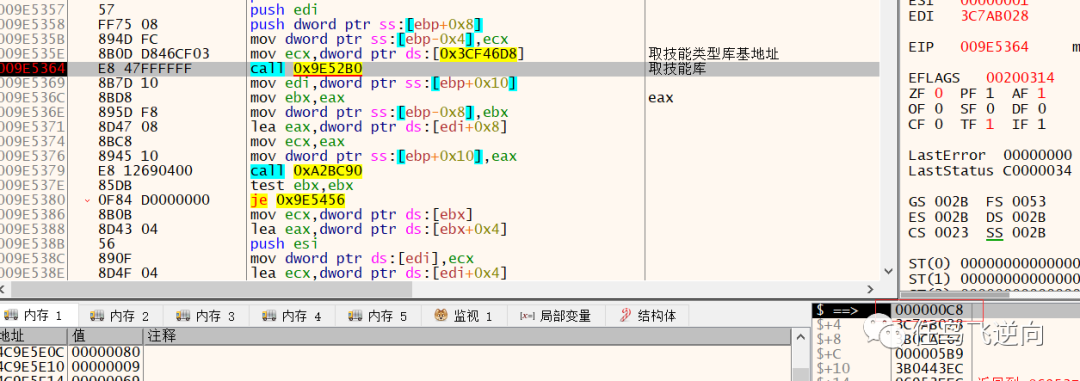 009E5357 57 push edi
009E5358 FF75 08 push dword ptr ss:[ebp+0x8]
009E535B 894D FC mov dword ptr ss:[ebp-0x4],ecx
009E535E 8B0D D846CF03 mov ecx,dword ptr ds:[0x3CF46D8] 取技能类型库基地址
009E5364 E8 47FFFFFF call 0x9E52B0 取技能库
009E5369 8B7D 10 mov edi,dword ptr ss:[ebp+0x10]
009E536C 8BD8 mov ebx,eax eax
009E536E 895D F8 mov dword ptr ss:[ebp-0x8],ebx
009E5371 8D47 08 lea eax,dword ptr ds:[edi+0x8]
009E5374 8BC8 mov ecx,eax
009E5376 8945 10 mov dword ptr ss:[ebp+0x10],eax
009E5379 E8 12690400 call 0xA2BC90
009E537E 85DB test ebx,ebx
009E5380 0F84 D0000000 je 0x9E5456
009E5386 8B0B mov ecx,dword ptr ds:[ebx]
009E5388 8D43 04 lea eax,dword ptr ds:[ebx+0x4]
009E538B 56 push esi
009E538C 890F mov dword ptr ds:[edi],ecx
009E538E 8D4F 04 lea ecx,dword ptr ds:[edi+0x4]
ESI 00000001
EDI 3C7AB028
EIP 009E5364
EFLAGS 00200314
ZF 0 PF 1 AF 1
OF 0 SF 0 DF 0
CF 0 TF 1 IF 1
LastError 00000000
LastStatus C0000034
GS 002B FS 0053
ES 002B DS 002B
CS 0023 SS 002B
ST(0) 00000000000000
ST(1) 00000000000000
内存 1 内存 2 内存 3 内存 4 内存 5 监视 1 [x=] 局部变量 结构体
地址 值 注释
4C9E5E0C 00000080
4C9E5E10 00000009
$ ==> 000000C8
$+4 3C7AB028
$+8
$+C 000005B9
$+10 3B0443EC
鸟飞逆向